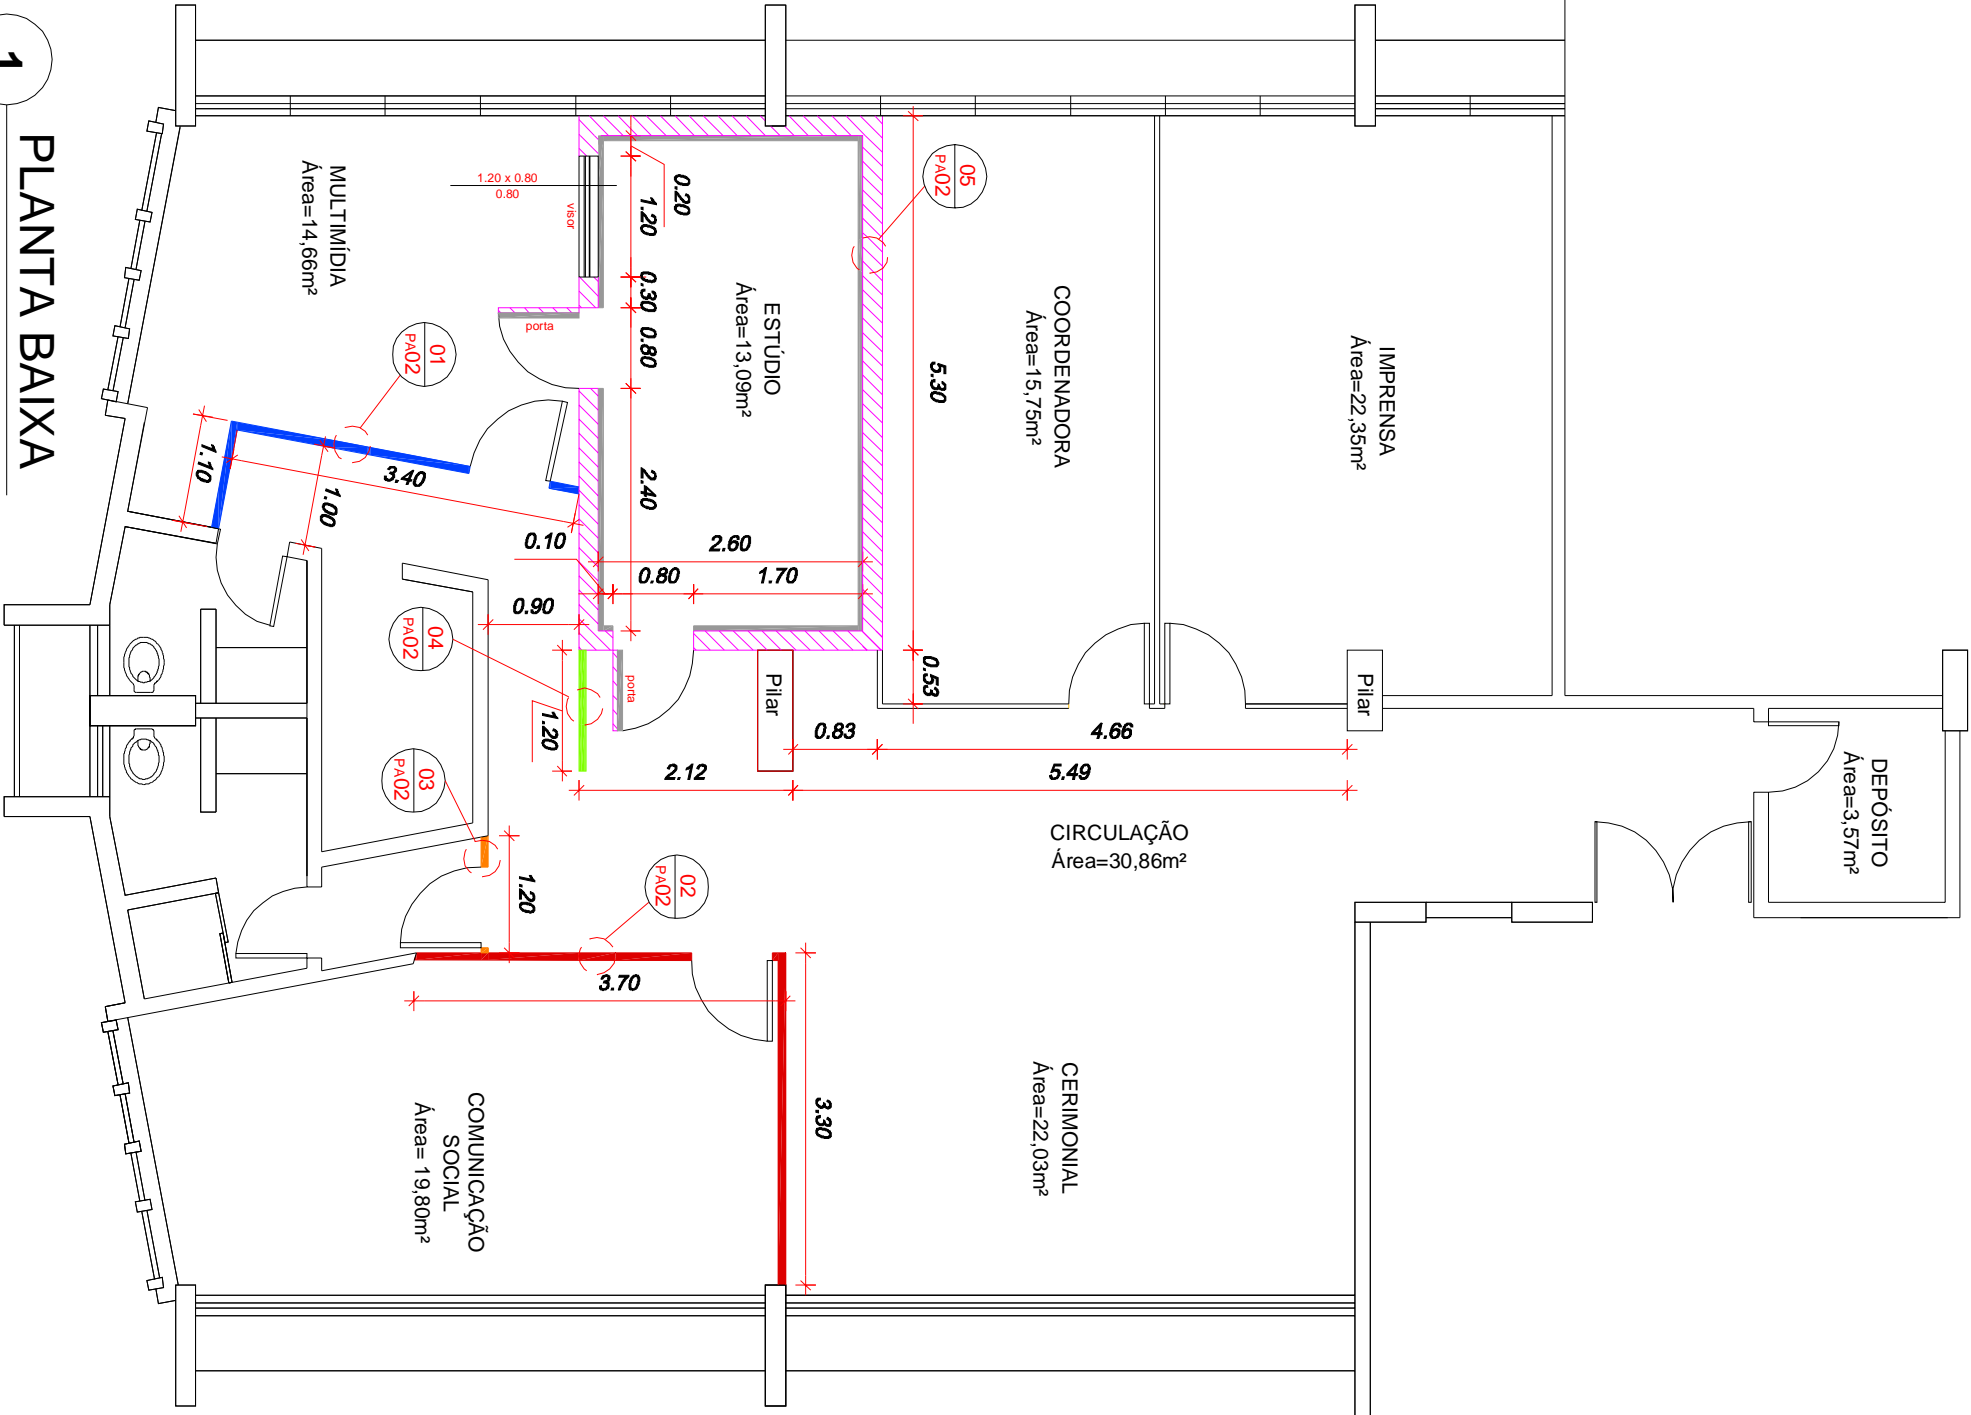 1
PLANTA BAIXA
MULTIMÍDIA
Área=14,66m²
1.20 x 0.80
0.80
visor
porta
ESTÚDIO
Área=13,09m²
0.20
1.20
0.30
0.80
2.40
2.60
0.10
0.80
1.70
0.90
05
PA02
COORDENADORA
Área=15,75m²
5.30
0.53
IMPRENSA
Área=22,35m²
01
PA02
1.10
3.40
1.00
04
PA02
1.20
porta
Pilar
Pilar
0.83
4.66
2.12
5.49
03
PA02
1.20
02
PA02
3.70
CIRCULAÇÃO
Área=30,86m²
DEPÓSITO
Área=3,57m²
3.30
CERIMONIAL
Área=22,03m²
COMUNICAÇÃO
SOCIAL
Área= 19,80m²